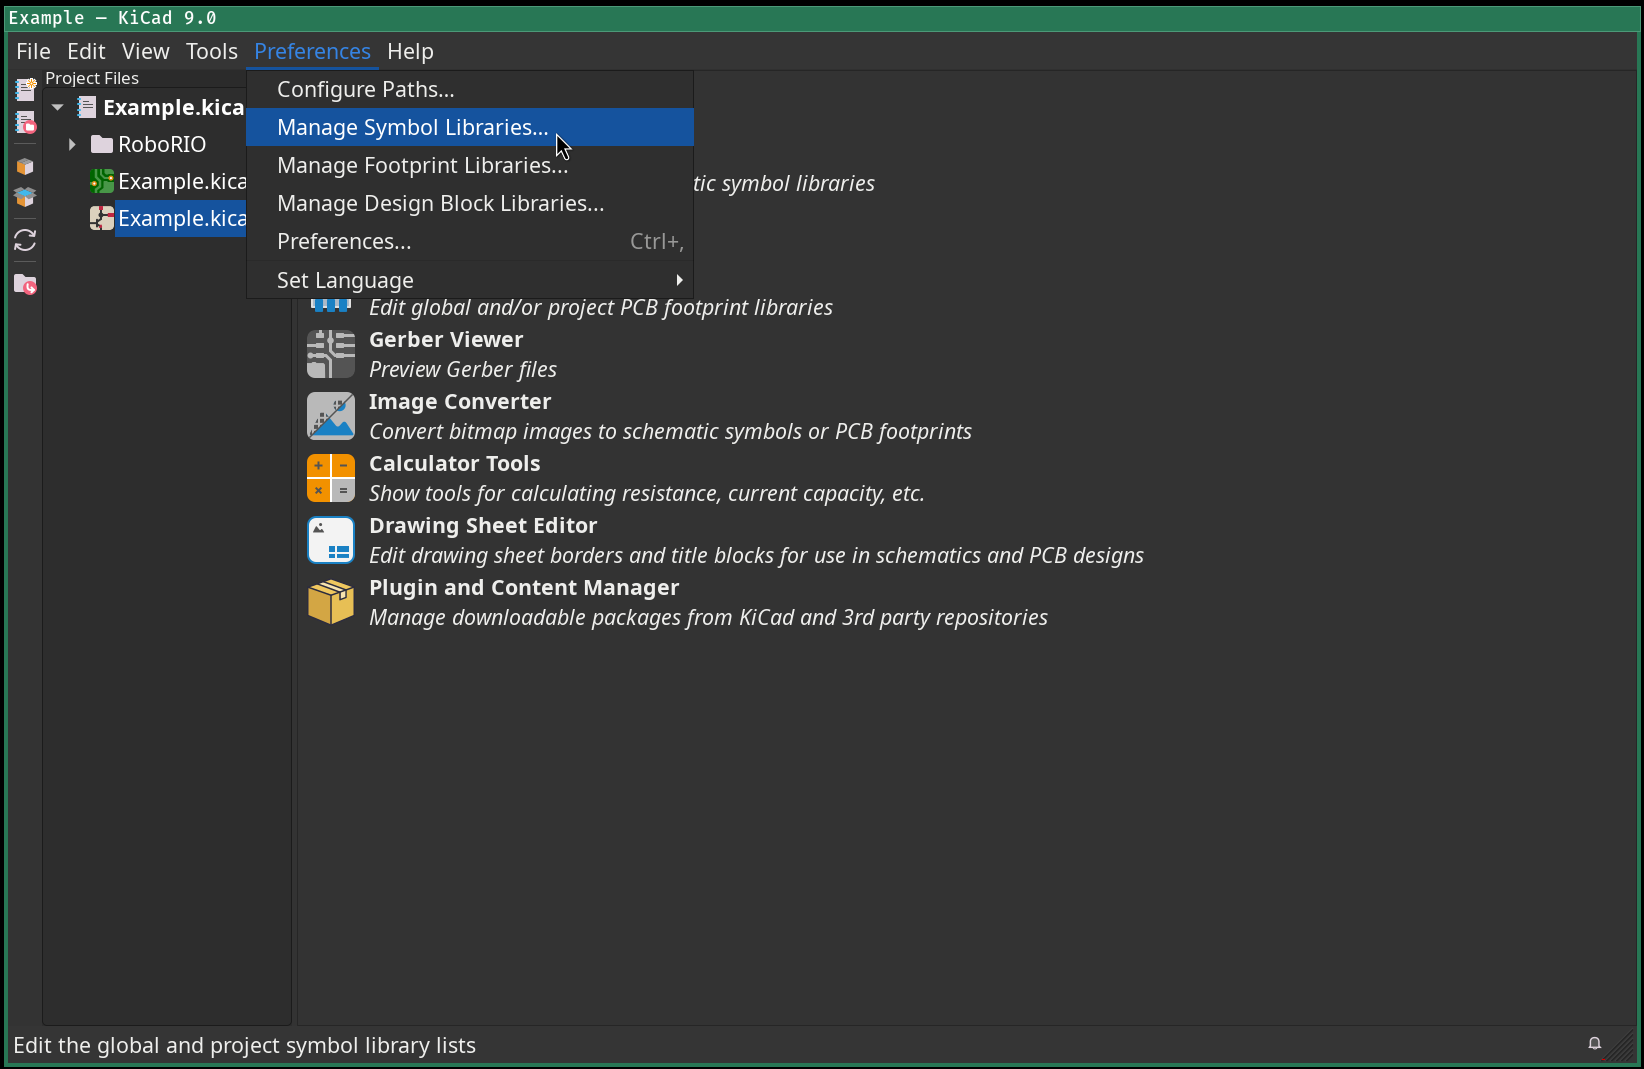 Example — KiCad 9.0
File Edit View Tools Preferences Help
Project Files
Example.kica
RoboRIO
Example.kica
Example.kica
Configure Paths...
Manage Symbol Libraries...
Manage Footprint Libraries...
Manage Design Block Libraries...
Preferences... Ctrl+,
Set Language
tic symbol libraries
Edit global and/or project PCB footprint libraries
Gerber Viewer
Preview Gerber files
Image Converter
Convert bitmap images to schematic symbols or PCB footprints
Calculator Tools
Show tools for calculating resistance, current capacity, etc.
Drawing Sheet Editor
Edit drawing sheet borders and title blocks for use in schematics and PCB designs
Plugin and Content Manager
Manage downloadable packages from KiCad and 3rd party repositories
Edit the global and project symbol library lists